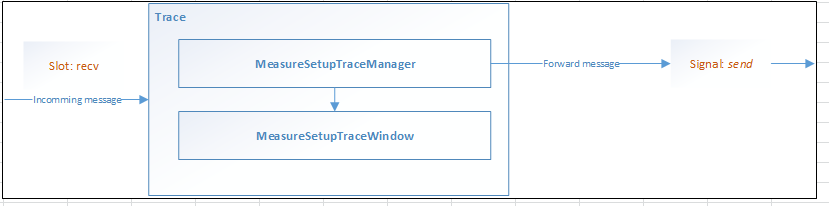 Trace
Slot: recv
MeasureSetupTraceManager
Forward message
Signal: send
Incomming message
MeasureSetupTraceWindow